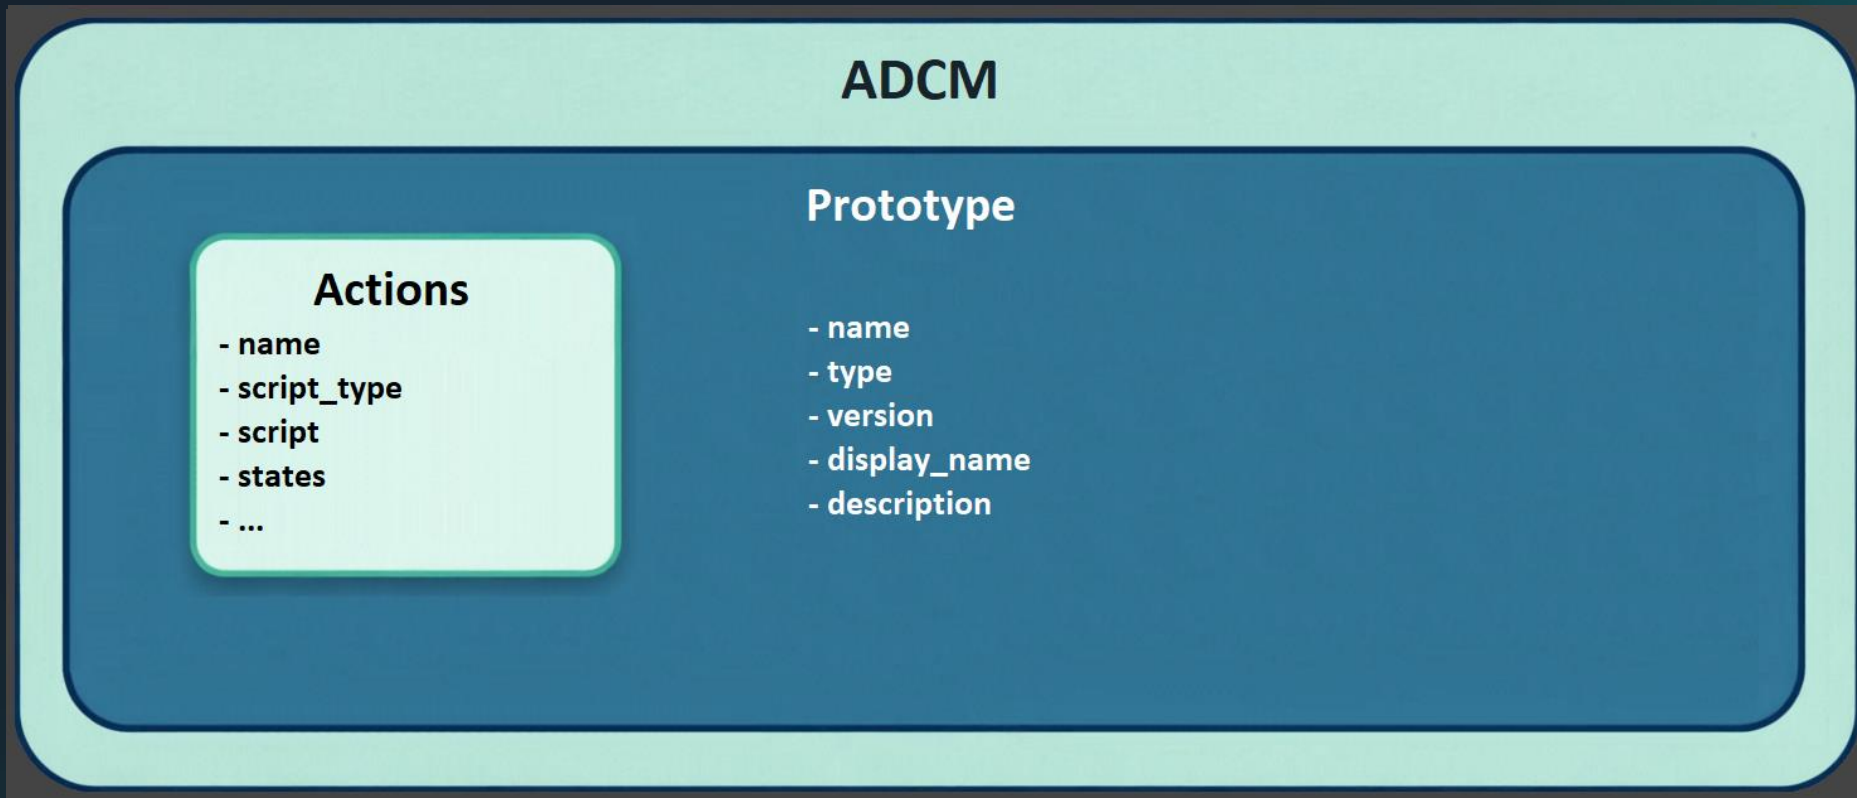 ADCM
Prototype
Actions
- name
- script_type
- script
- states
- ...
- name
- type
- version
- display_name
- description